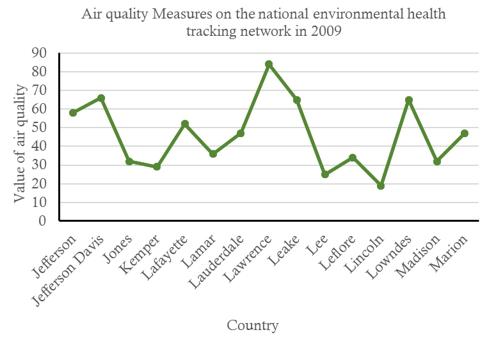 Air quality Measures on the national environmental health
tracking network in 2009
Value of air quality
90
80
70
60
50
40
30
20
10
0
Jefferson
Jefferson Davis
Jones
Kemper
Lafayette
Lamar
Lauderdale
Lawrence
Leake
Lee
Leflore
Lincoln
Lowndes
Madison
Marion
Country